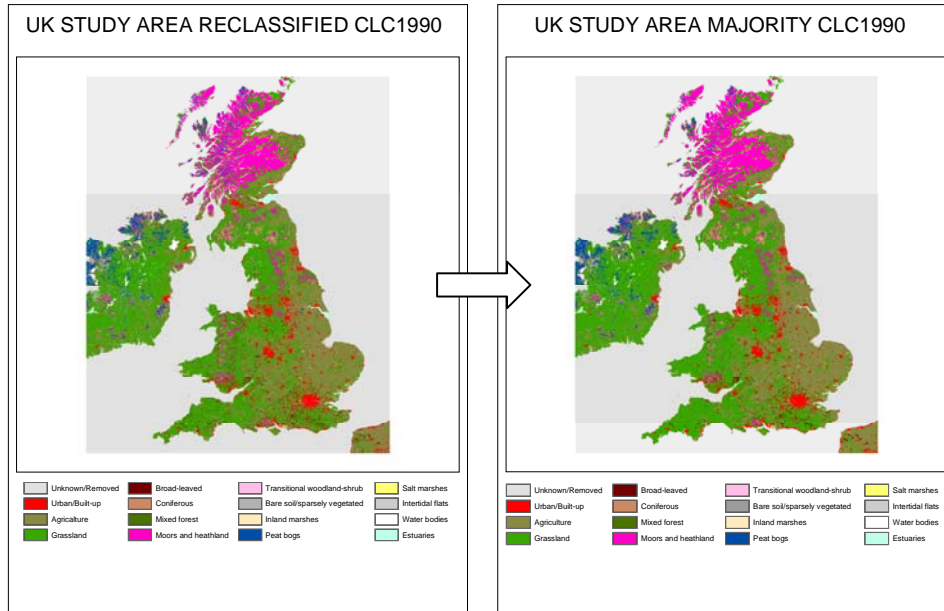 UK STUDY AREA RECLASSIFIED CLC1990
Unknown/Removed
Urban/Built-up
Agricalture
Grassland
Broad-leaved
Coniferous
Mixed forest
Moors and heathland
Transitional woodland-shrub
Bare soil/sparsely vegetated
Inland marshes
Peat bogs
Salt marshes
Intertidal flats
Water bodies
Estuaries
UK STUDY AREA MAJORITY CLC1990
Unknown/Removed
Urban/Built-up
Agriculture
Grassland
Broad-leaved
Coniferous
Mixed forest
Moors and heathland
Transitional woodland-shrub
Bare soil/sparsely vegetated
Inland marshes
Peat bogs
Salt marshes
Intertidal flats
Water bodies
Estuaries